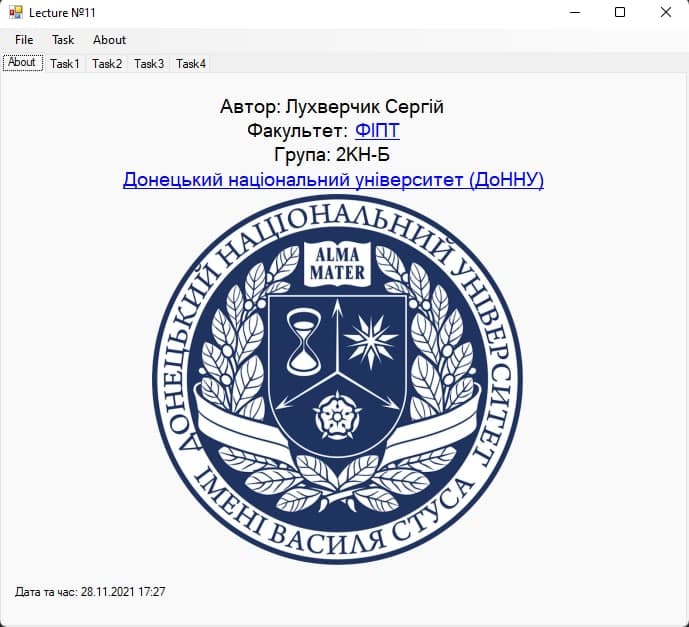 Lecture №11
File Task About
About Task1 Task2 Task3 Task4
Автор: Лухверчик Сергій
Факультет: ФІПТ
Група: 2КН-Б
Донецький національний університет (ДоННУ)
ДОНЕЦЬКИЙ НАЦІОНАЛЬНИЙ УНІВЕРСИТЕТ
ALMA
MATER
ІМЕНІ ВАСИЛЯ СТУСА
Дата та час: 28.11.2021 17:27